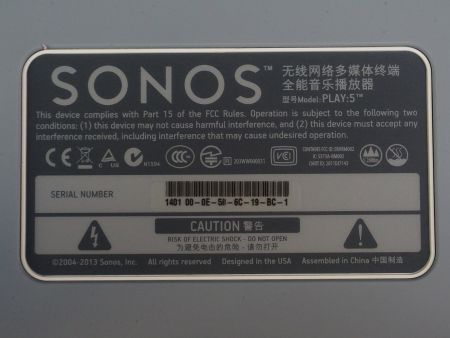 SONOS™
无线网络多媒体终端
全能音乐播放器
型号Model: PLAY:5™
This device complies with Part 15 of the FCC Rules. Operation is subject to the following two
conditions: (1) this device may not cause harmful interference, and (2) this device must accept
any interference, including interference that may cause undesired operation.
N1594
VCCI
SERIAL NUMBER
1401 00-0E-58-6C-19-BC-1
CAUTION 警告
RISK OF ELECTRIC SHOCK - DO NOT OPEN
为避免电击的危险 - 请勿打开
©2004-2013 Sonos, Inc. All rights reserved. Designed in the USA Assembled in China 中国制造